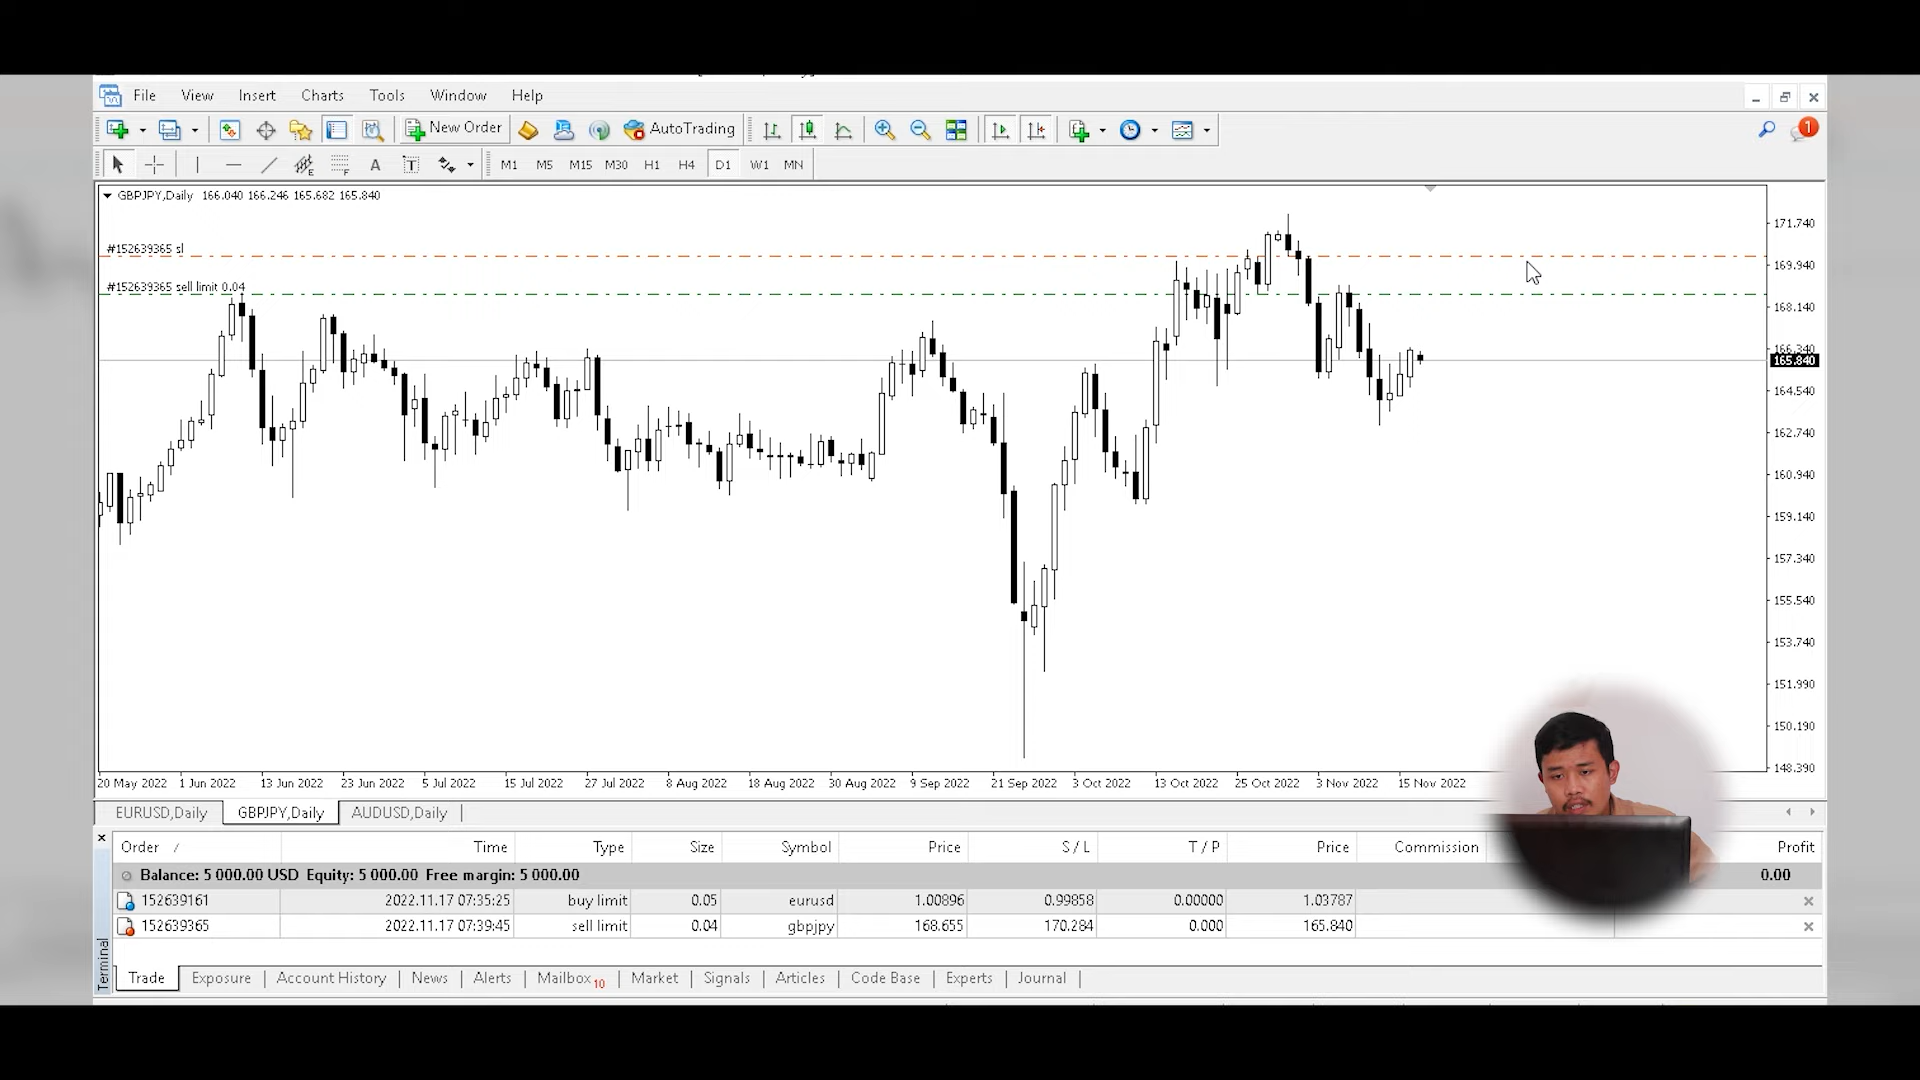 File View Insert Charts Tools Window Help
New Order AutoTrading 1
A T M1 M5 M15 M30 H1 H4 D1 W1 MN
GBPJPY,Daily 166.040 166.246 165.682 165.840
171.740
#152639365 sl
169.940
#152639365 sell limit 0.04
168.140
166.340
165.840
164.540
162.740
160.940
159.140
157.340
155.540
153.740
151.990
150.190
148.390
20 May 2022 1 Jun 2022 13 Jun 2022 23 Jun 2022 5 Jul 2022 15 Jul 2022 27 Jul 2022 8 Aug 2022 18 Aug 2022 30 Aug 2022 9 Sep 2022 21 Sep 2022 3 Oct 2022 13 Oct 2022 25 Oct 2022 3 Nov 2022 15 Nov 2022
EURUSD,Daily GBPJPY,Daily AUDUSD,Daily
Order / Time Type Size Symbol Price S / L T / P Price Commission Profit
Balance: 5 000.00 USD Equity: 5 000.00 Free margin: 5 000.00 0.00
152639161 2022.11.17 07:35:25 buy limit 0.05 eurusd 1.00896 0.99858 0.00000 1.03787
152639365 2022.11.17 07:39:45 sell limit 0.04 gbpjpy 168.655 170.284 0.000 165.840
Terminal
Trade Exposure Account History News Alerts Mailbox 10 Market Signals Articles Code Base Experts Journal